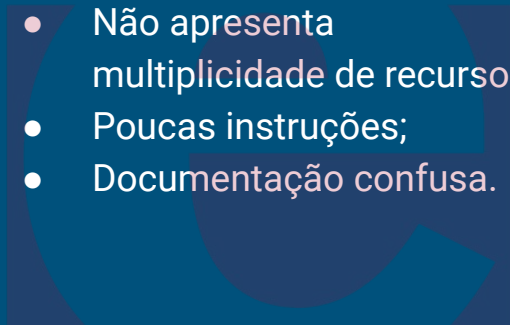 ● Não apresenta
multiplicidade de recurso
● Poucas instruções;
● Documentação confusa.